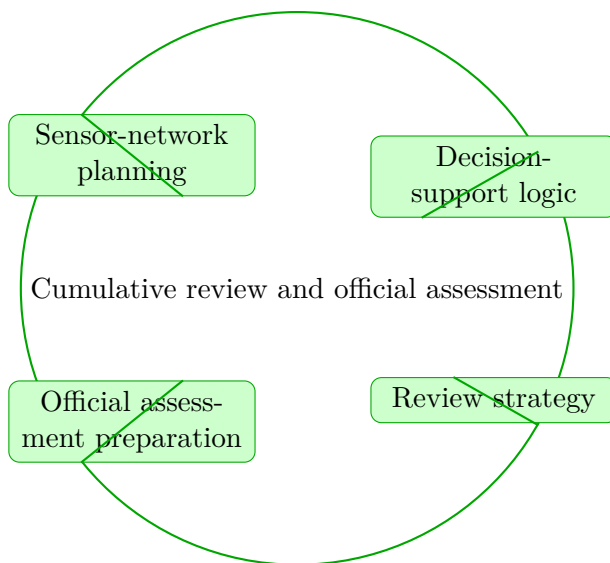 Sensor-network
planning
Decision-
support logic
Cumulative review and official assessment
Official assess-
ment preparation
Review strategy